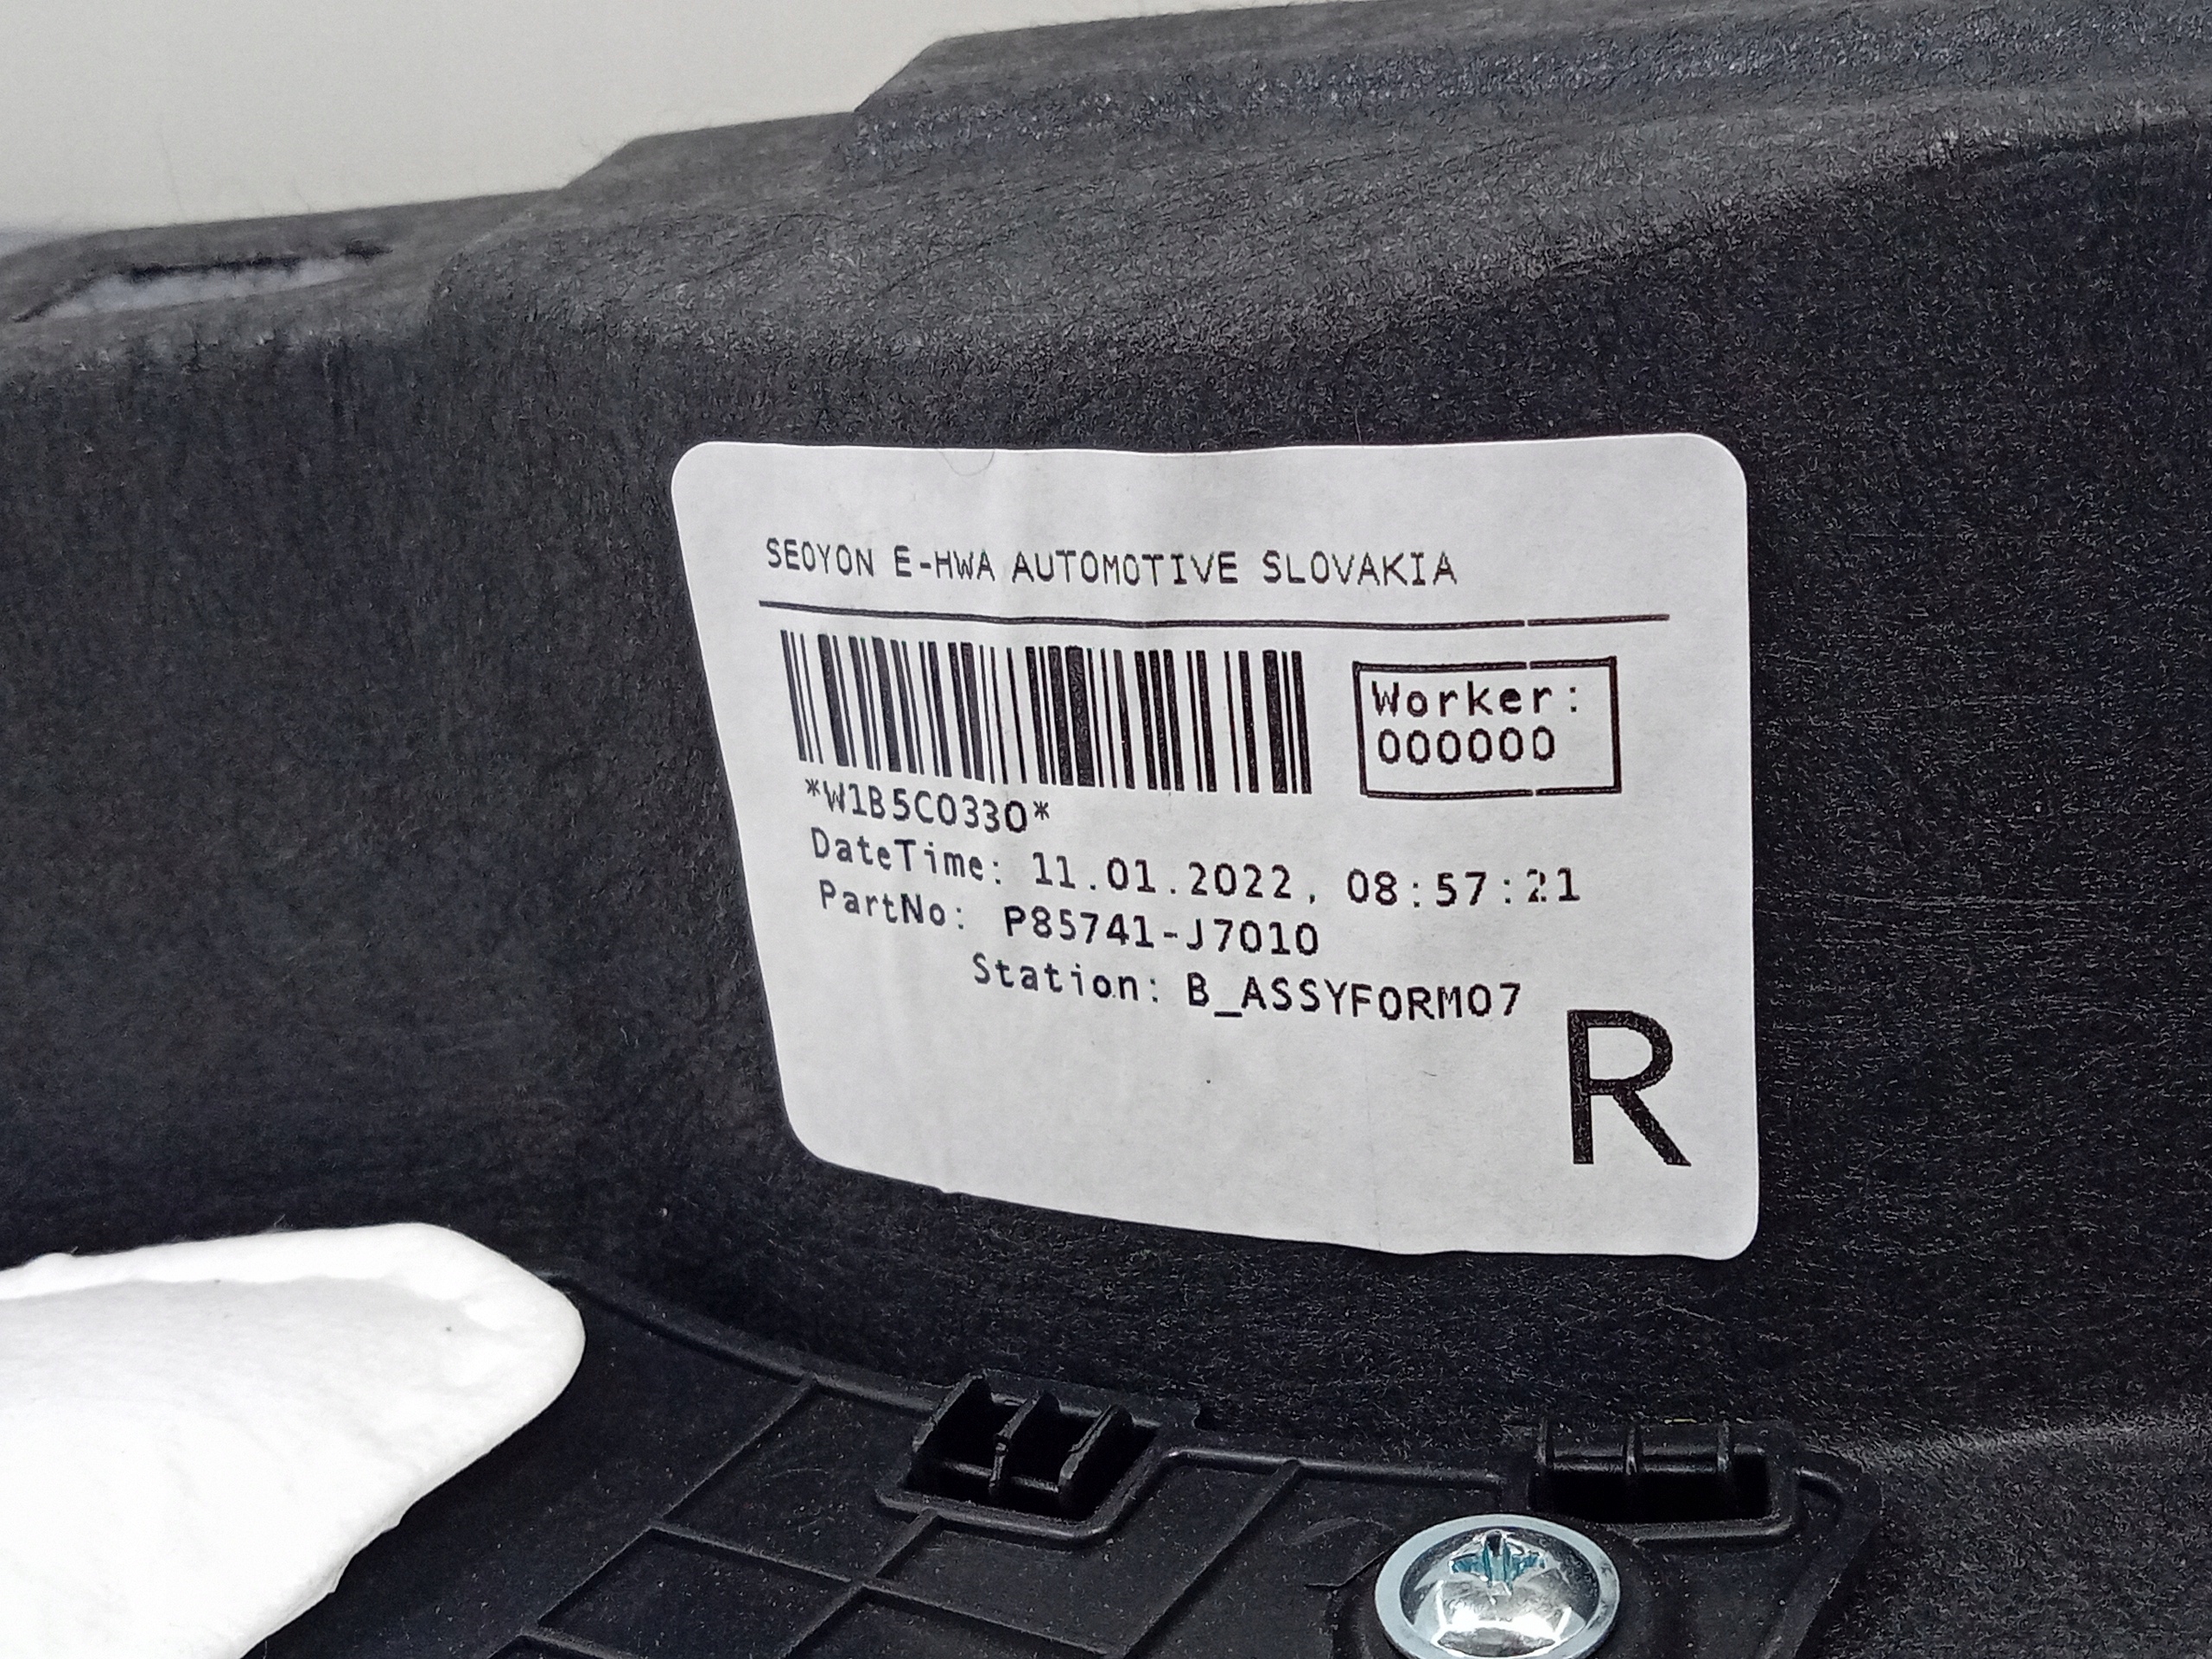 SEOYON E-HWA AUTOMOTIVE SLOVAKIA
Worker:
000000
*W1B5C0330*
DateTime: 11.01.2022, 08:57:21
PartNo: P85741-J7010
Station: B_ASSYFORM07
R